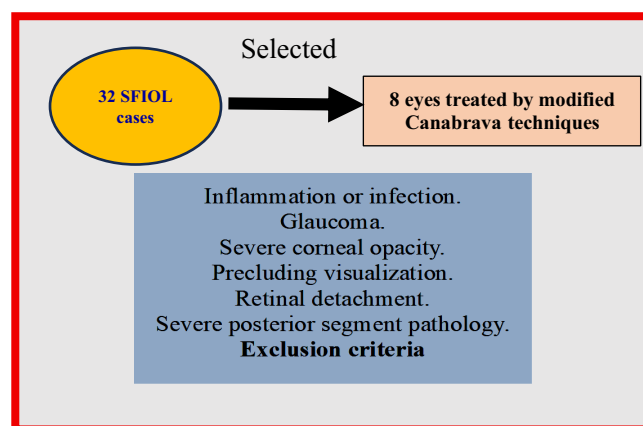 Selected
32 SFIOL
cases
8 eyes treated by modified
Canabrava techniques
Inflammation or infection.
Glaucoma.
Severe corneal opacity.
Precluding visualization.
Retinal detachment.
Severe posterior segment pathology.
Exclusion criteria